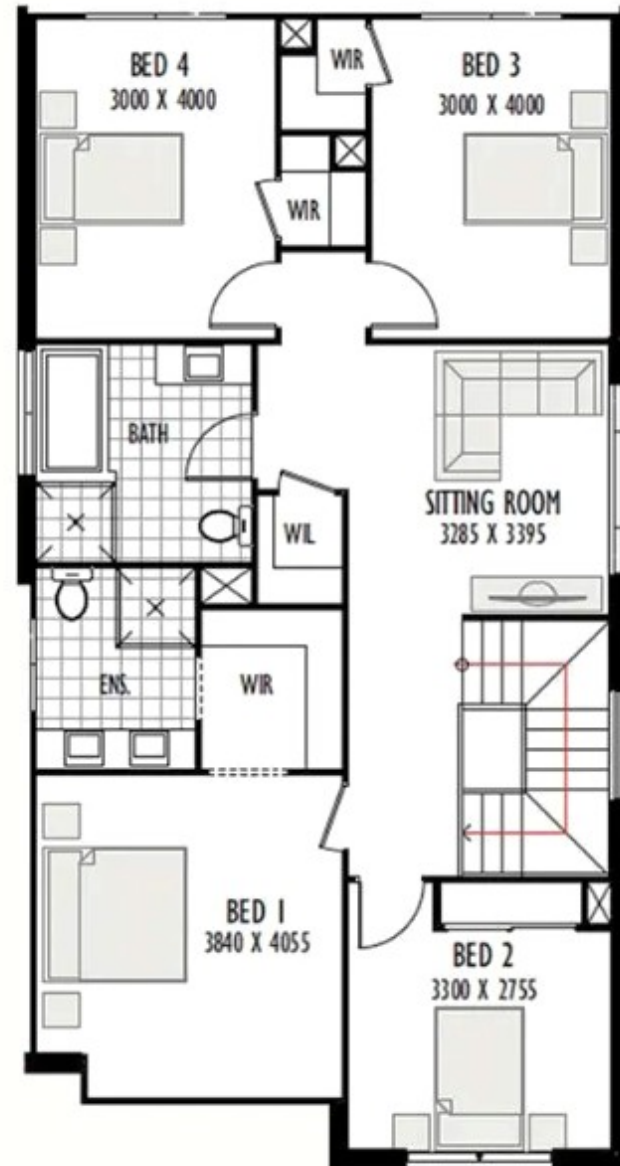 BED 4
3000 X 4000
WIR
BED 3
3000 X 4000
WIR
BATH
SITTING ROOM
3285 X 3395
WIL
ENS.
WIR
BED 1
3840 X 4055
BED 2
3300 X 2755